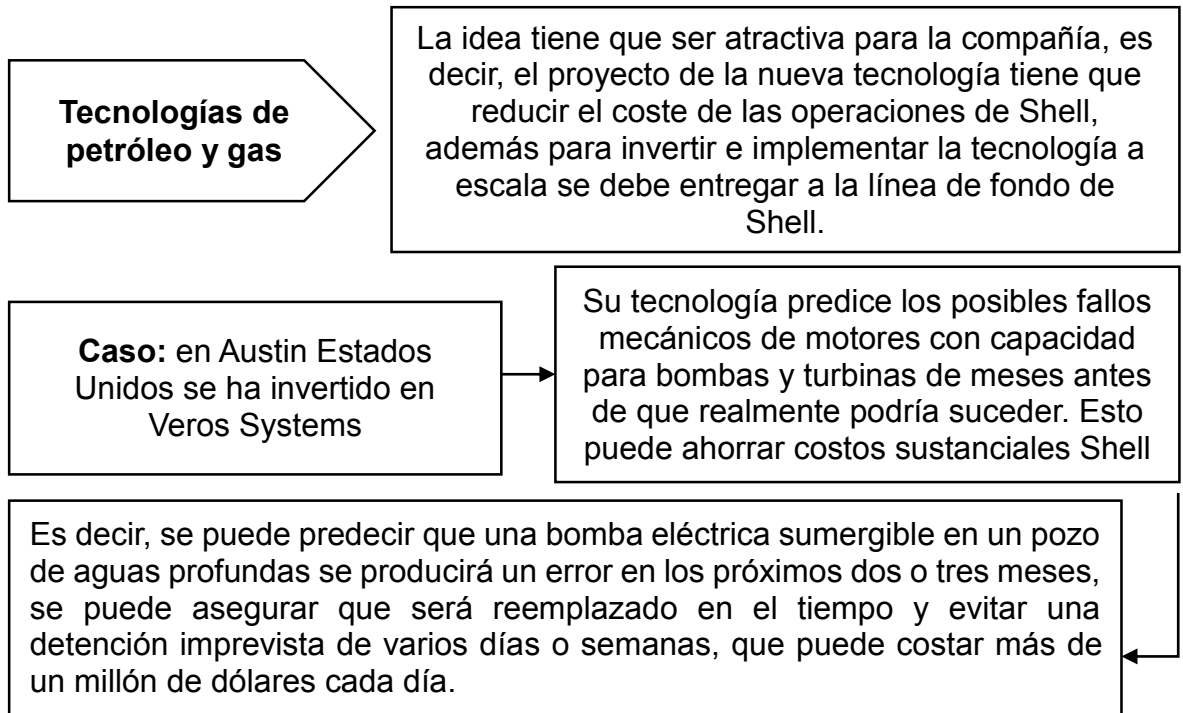 Tecnologías de
petróleo y gas
La idea tiene que ser atractiva para la compañía, es
decir, el proyecto de la nueva tecnología tiene que
reducir el coste de las operaciones de Shell,
además para invertir e implementar la tecnología a
escala se debe entregar a la línea de fondo de
Shell.
Caso: en Austin Estados
Unidos se ha invertido en
Veros Systems
Su tecnología predice los posibles fallos
mecánicos de motores con capacidad
para bombas y turbinas de meses antes
de que realmente podría suceder. Esto
puede ahorrar costos sustanciales Shell
Es decir, se puede predecir que una bomba eléctrica sumergible en un pozo
de aguas profundas se producirá un error en los próximos dos o tres meses,
se puede asegurar que será reemplazado en el tiempo y evitar una
detención imprevista de varios días o semanas, que puede costar más de
un millón de dólares cada día.